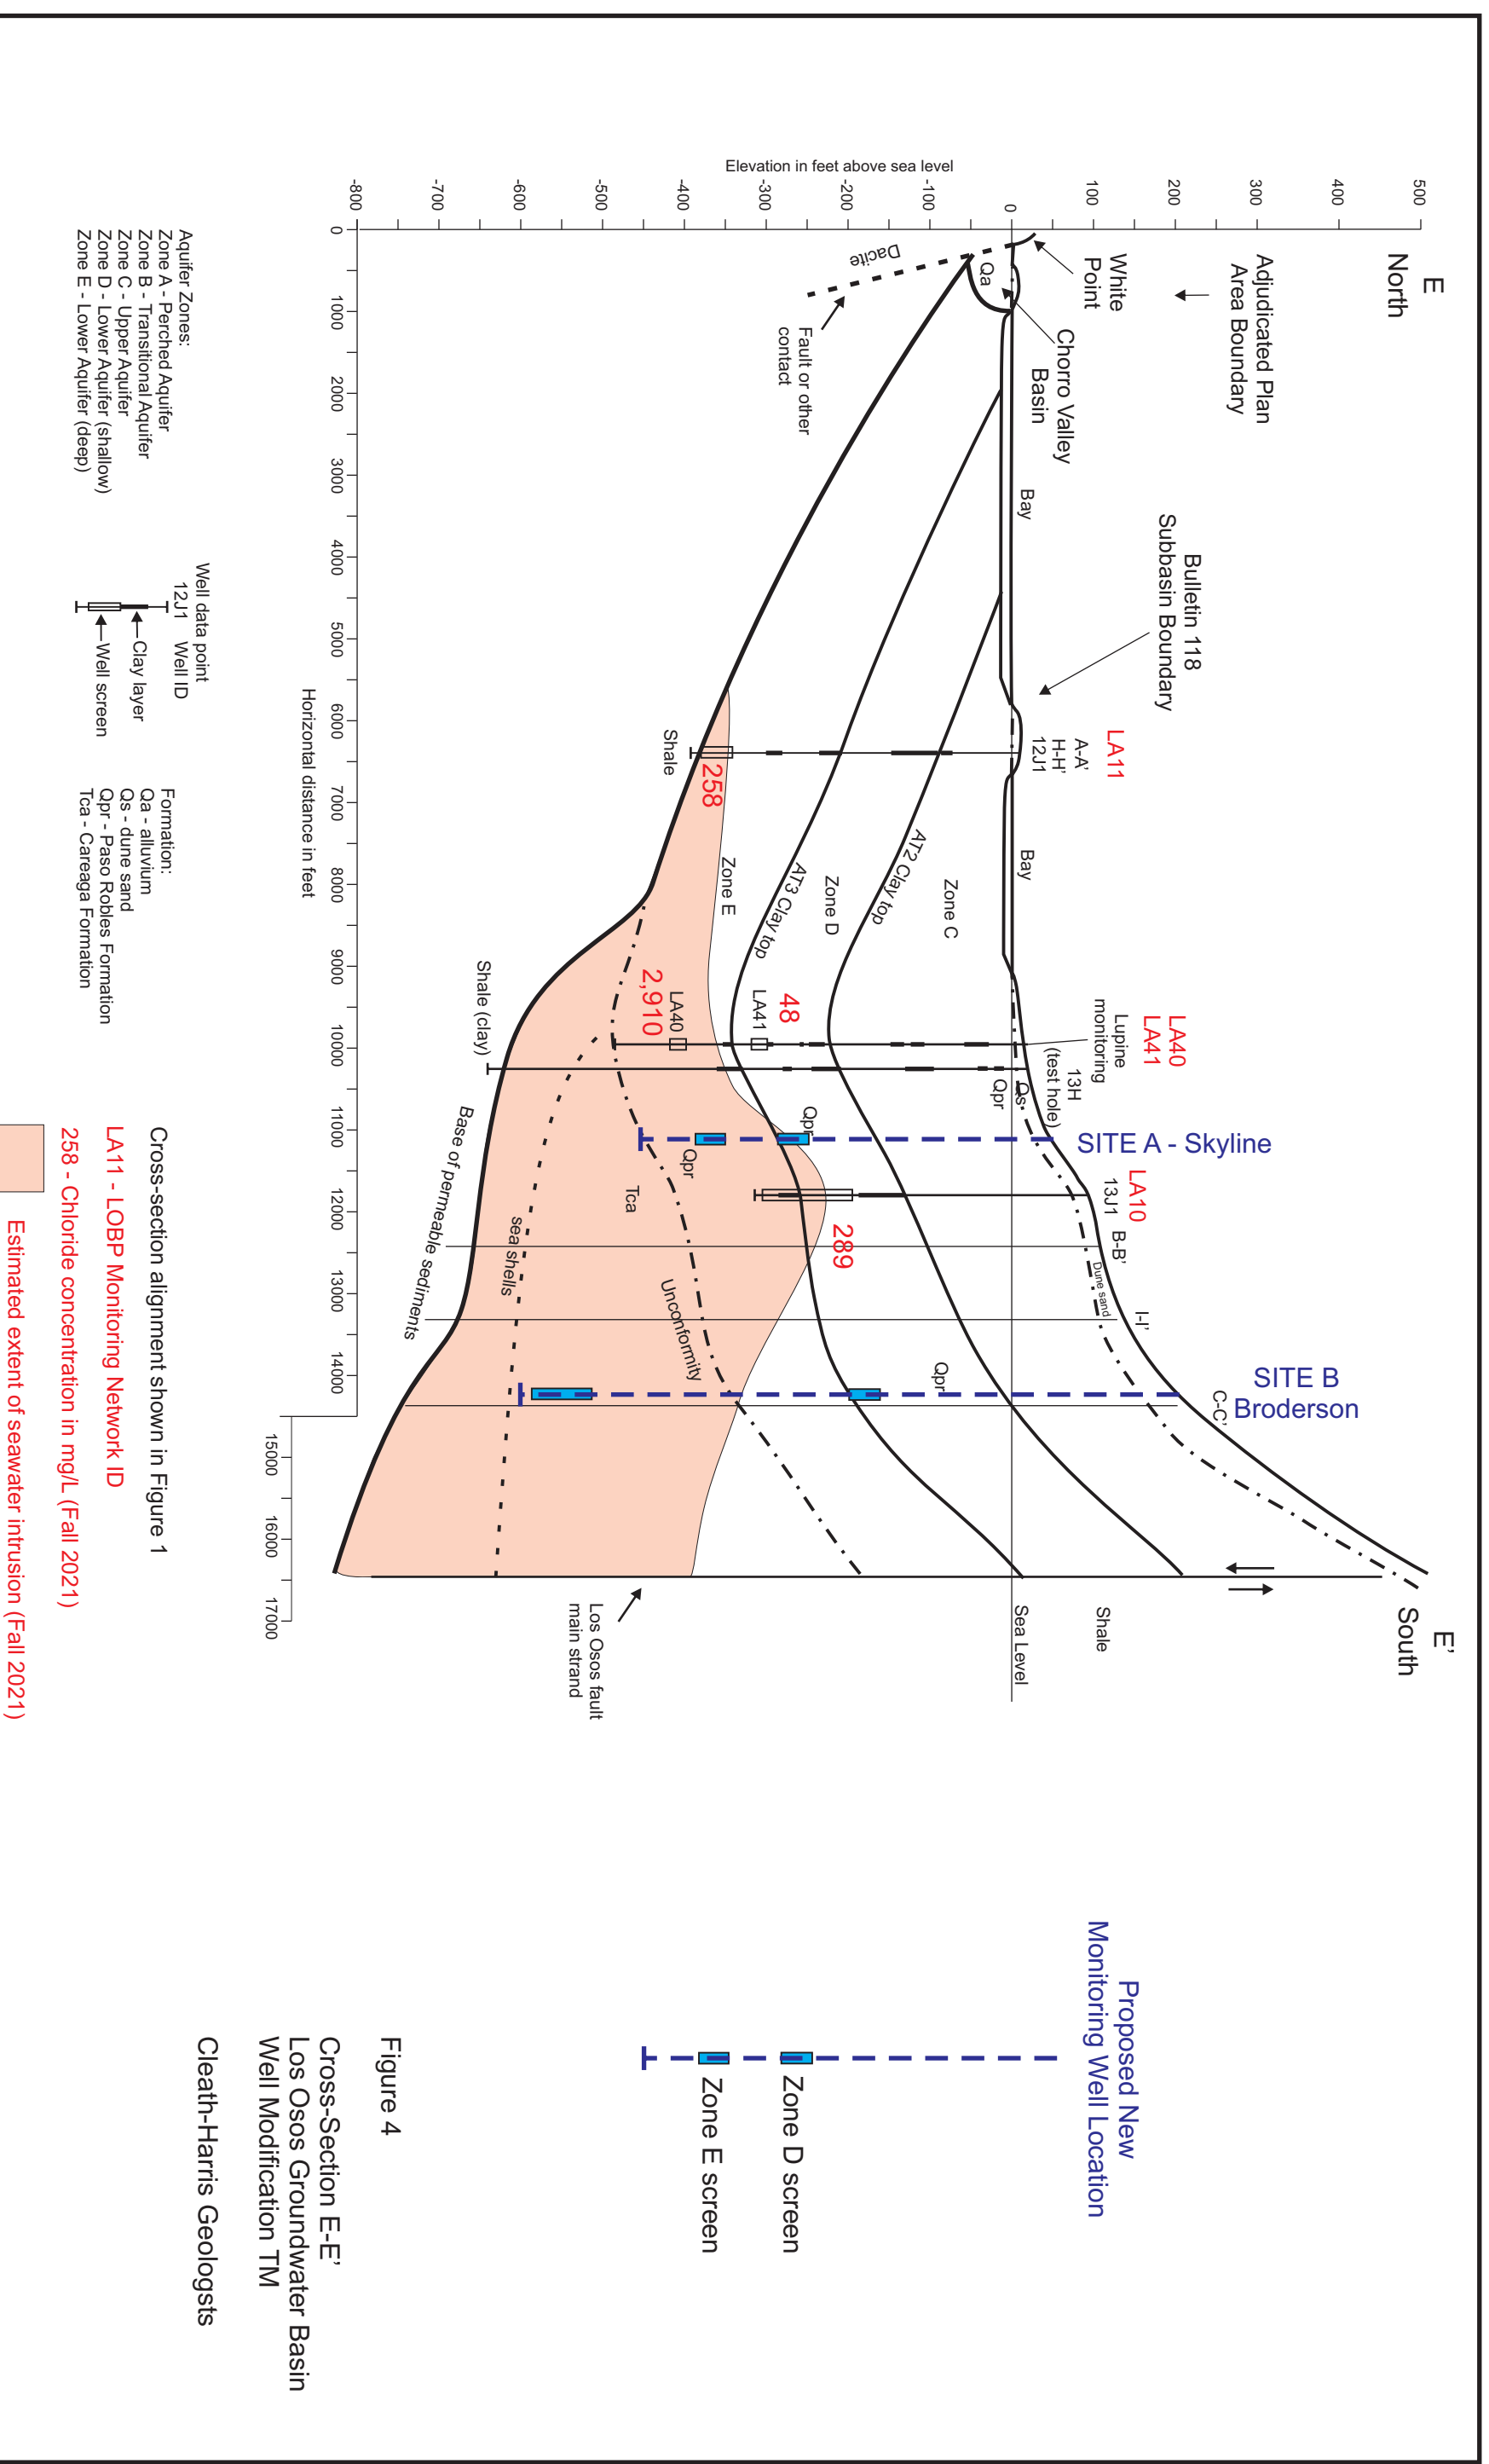 E
North
Adjudicated Plan
Area Boundary
White
Point
Chorro Valley
Basin
Bulletin 118
Subbasin Boundary
LA11
A-A'
H-H'
12J1
LA40
LA41
Lupine
monitoring
13H
(test hole)
SITE A - Skyline
LA10
13J1
B-B'
I-I'
SITE B
Broderson
C-C'
E'
South
Elevation in feet above sea level
500
400
300
200
100
0
-100
-200
-300
-400
-500
-600
-700
-800
Dacite
Qa
Fault or other
contact
Bay
Bay
Qs
Qpr
Dune sand
Zone C
AT2 Clay top
Zone D
AT3 Clay top
Zone E
Shale
258
48
LA41
LA40
2,910
Qpr
Qpr
Tca
289
Qpr
Unconformity
sea shells
Base of permeable sediments
Shale (clay)
Shale
Sea Level
Los Osos fault
main strand
0
1000
2000
3000
4000
5000
6000
7000
8000
9000
10000
11000
12000
13000
14000
15000
16000
17000
Horizontal distance in feet
Aquifer Zones:
Zone A - Perched Aquifer
Zone B - Transitional Aquifer
Zone C - Upper Aquifer
Zone D - Lower Aquifer (shallow)
Zone E - Lower Aquifer (deep)
Well data point
12J1 Well ID
Clay layer
Well screen
Formation:
Qa - alluvium
Qs - dune sand
Qpr - Paso Robles Formation
Tca - Careaga Formation
Cross-section alignment shown in Figure 1
LA11 - LOBP Monitoring Network ID
258 - Chloride concentration in mg/L (Fall 2021)
Estimated extent of seawater intrusion (Fall 2021)
Proposed New
Monitoring Well Location
Zone D screen
Zone E screen
Figure 4
Cross-Section E-E'
Los Osos Groundwater Basin
Well Modification TM
Cleath-Harris Geologsts